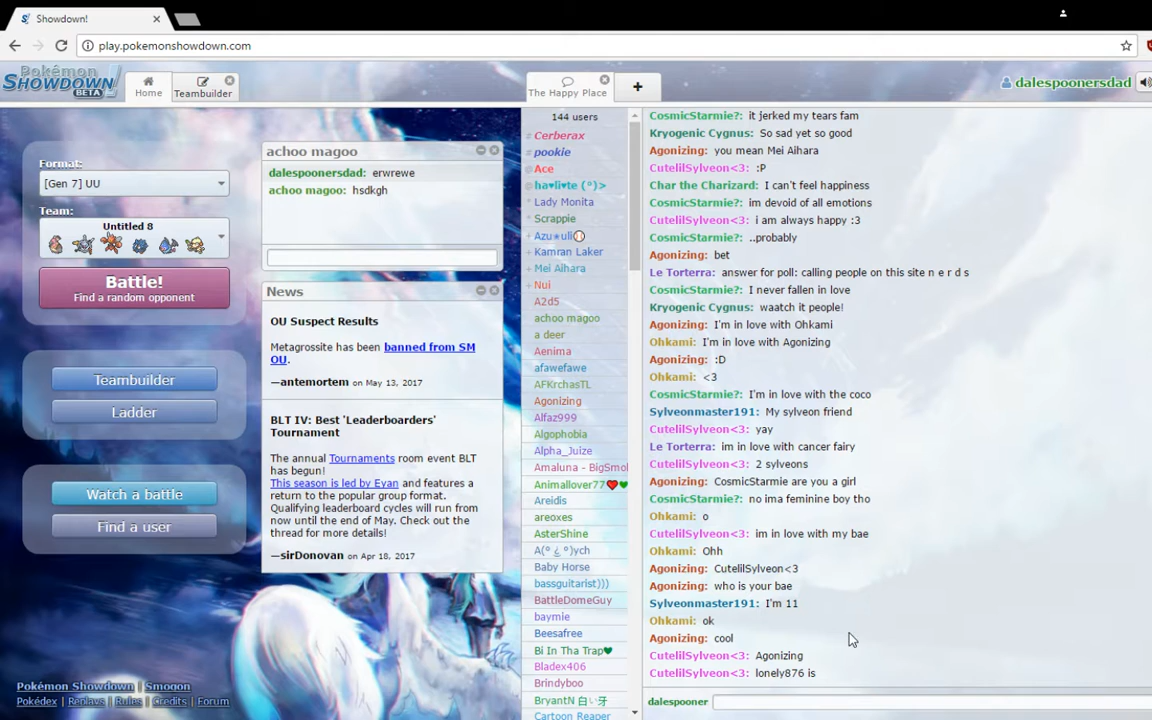 Showdown!
play.pokemonshowdown.com
Pokémon
SHOWDOWN!
BETA
Home
Teambuilder
The Happy Place
dalespoonersdad
Format:
[Gen 7] UU
Team:
Untitled 8
Battle!
Find a random opponent
Teambuilder
Ladder
Watch a battle
Find a user
Pokémon Showdown | Smogon
Pokédex | Replays | Rules | Credits | Forum
achoo magoo
dalespoonersdad: erwrewe
achoo magoo: hsdkgh
News
OU Suspect Results
Metagrossite has been banned from SM
OU.
—antemortem on May 13, 2017
BLT IV: Best 'Leaderboarders'
Tournament
The annual Tournaments room event BLT
has begun!
This season is led by Eyan and features a
return to the popular group format.
Qualifying leaderboard cycles will run from
now until the end of May. Check out the
thread for more details!
—sirDonovan on Apr 18, 2017
144 users
# Cerberax
# pookie
@ Ace
@ ha♥li♥te (°)>
* Lady Monita
* Scrappie
+ Azu★uli⚾
+ Kamran Laker
+ Mei Aihara
+ Nui
A2d5
achoo magoo
a deer
Aenima
afawefawe
AFKrchasTL
Agonizing
Alfaz999
Algophobia
Alpha_Juize
Amaluna - BigSmol
Animallover77❤♥
Areidis
areoxes
AsterShine
A(° ¿ °)ych
Baby Horse
bassguitarist)))
BattleDomeGuy
baymie
Beesafree
Bi In Tha Trap♥
Bladex406
Brindyboo
BryantN 白い牙
Cartoon Reaper
CosmicStarmie?: it jerked my tears fam
Kryogenic Cygnus: So sad yet so good
Agonizing: you mean Mei Aihara
CutelilSylveon<3: :P
Char the Charizard: I can't feel happiness
CosmicStarmie?: im devoid of all emotions
CutelilSylveon<3: i am always happy :3
CosmicStarmie?: ..probably
Agonizing: bet
Le Torterra: answer for poll: calling people on this site n e r d s
CosmicStarmie?: I never fallen in love
Kryogenic Cygnus: waatch it people!
Agonizing: I'm in love with Ohkami
Ohkami: I'm in love with Agonizing
Agonizing: :D
Ohkami: <3
CosmicStarmie?: I'm in love with the coco
Sylveonmaster191: My sylveon friend
CutelilSylveon<3: yay
Le Torterra: im in love with cancer fairy
CutelilSylveon<3: 2 sylveons
Agonizing: CosmicStarmie are you a girl
CosmicStarmie?: no ima feminine boy tho
Ohkami: o
CutelilSylveon<3: im in love with my bae
Ohkami: Ohh
Agonizing: CutelilSylveon<3
Agonizing: who is your bae
Sylveonmaster191: I'm 11
Ohkami: ok
Agonizing: cool
CutelilSylveon<3: Agonizing
CutelilSylveon<3: lonely876 is
dalespooner